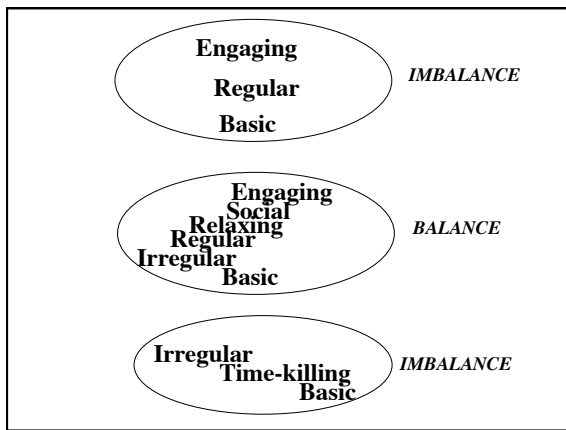 Engaging
IMBALANCE
Regular
Basic
Engaging
Social
Relaxing
BALANCE
Regular
Irregular
Basic
Irregular
IMBALANCE
Time-killing
Basic